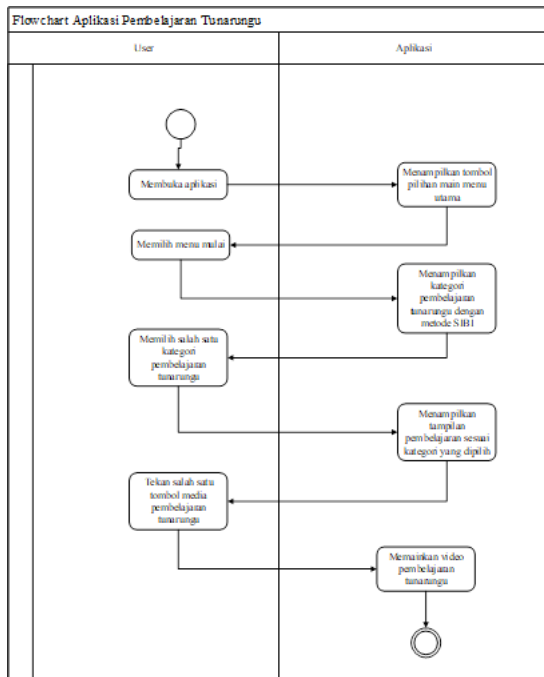 Flowchart Aplikasi Pembelajaran Tunarungu
User
Aplikasi
Membuka aplikasi
Menampilkan tombol
pilihan main menu
utama
Memilih menu mulai
Menampilkan
kategori
pembelajaran
tunarungu dengan
metode SIBI
Memilih salah satu
kategori
pembelajaran
tunarungu
Menampilkan
tampilan
pembelajaran sesuai
kategori yang dipilih
Tekan salah satu
tombol media
pembelajaran
tunarungu
Memainkan video
pembelajaran
tunarungu